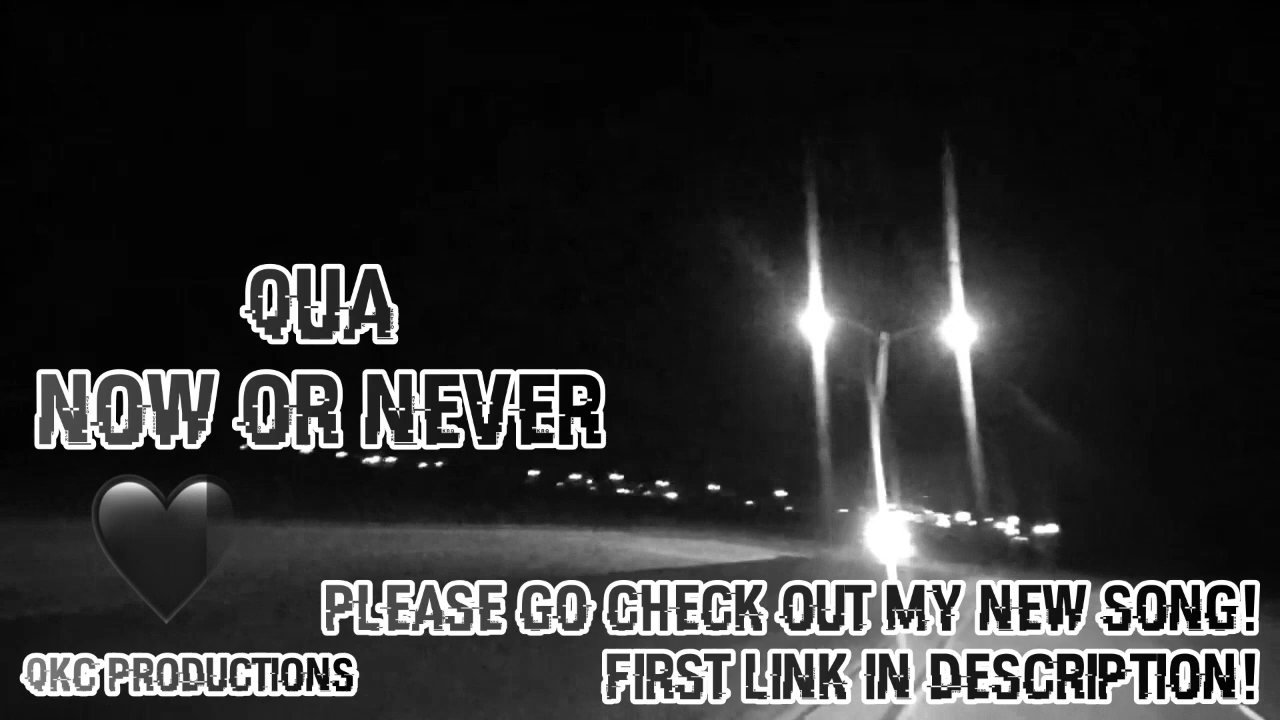 QUA
NOW OR NEVER
PLEASE GO CHECK OUT MY NEW SONG!
FIRST LINK IN DESCRIPTION!
QKC PRODUCTIONS